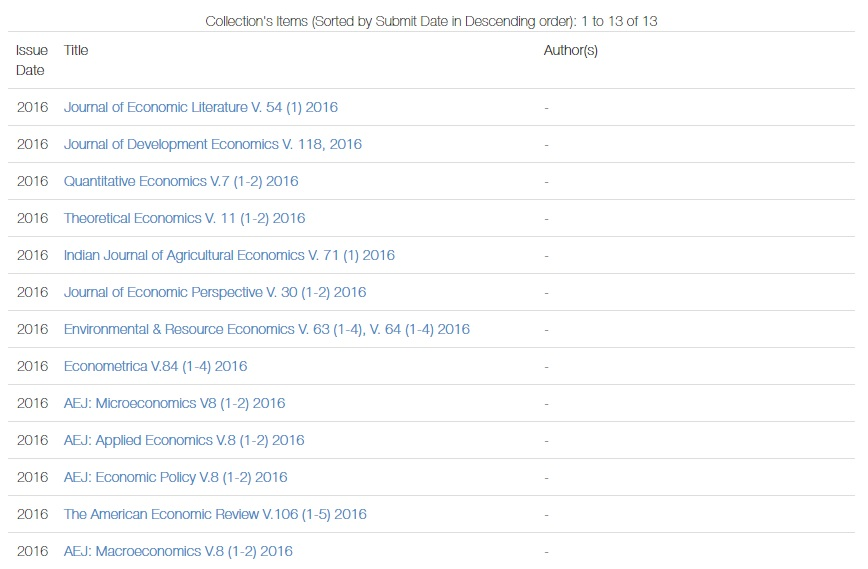 Collection's Items (Sorted by Submit Date in Descending order): 1 to 13 of 13
Issue Date Title Author(s)
2016 Journal of Economic Literature V. 54 (1) 2016 -
2016 Journal of Development Economics V. 118, 2016 -
2016 Quantitative Economics V.7 (1-2) 2016 -
2016 Theoretical Economics V. 11 (1-2) 2016 -
2016 Indian Journal of Agricultural Economics V. 71 (1) 2016 -
2016 Journal of Economic Perspective V. 30 (1-2) 2016 -
2016 Environmental & Resource Economics V. 63 (1-4), V. 64 (1-4) 2016 -
2016 Econometrica V.84 (1-4) 2016 -
2016 AEJ: Microeconomics V8 (1-2) 2016 -
2016 AEJ: Applied Economics V.8 (1-2) 2016 -
2016 AEJ: Economic Policy V.8 (1-2) 2016 -
2016 The American Economic Review V.106 (1-5) 2016 -
2016 AEJ: Macroeconomics V.8 (1-2) 2016 -